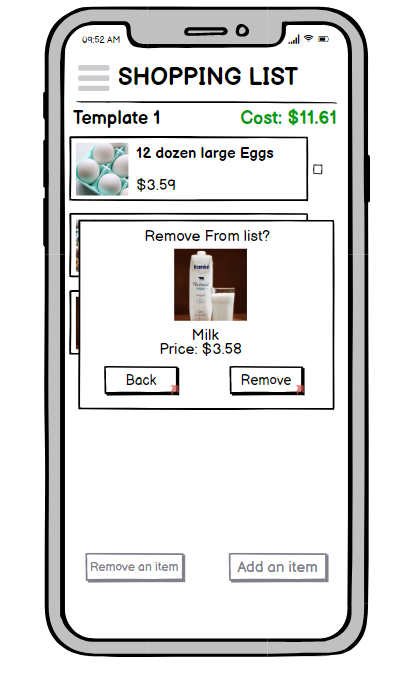 09:52 AM
SHOPPING LIST
Template 1
Cost: $11.61
12 dozen large Eggs
$3.59
Remove From list?
Milk
Price: $3.58
Back
Remove
Remove an item
Add an item